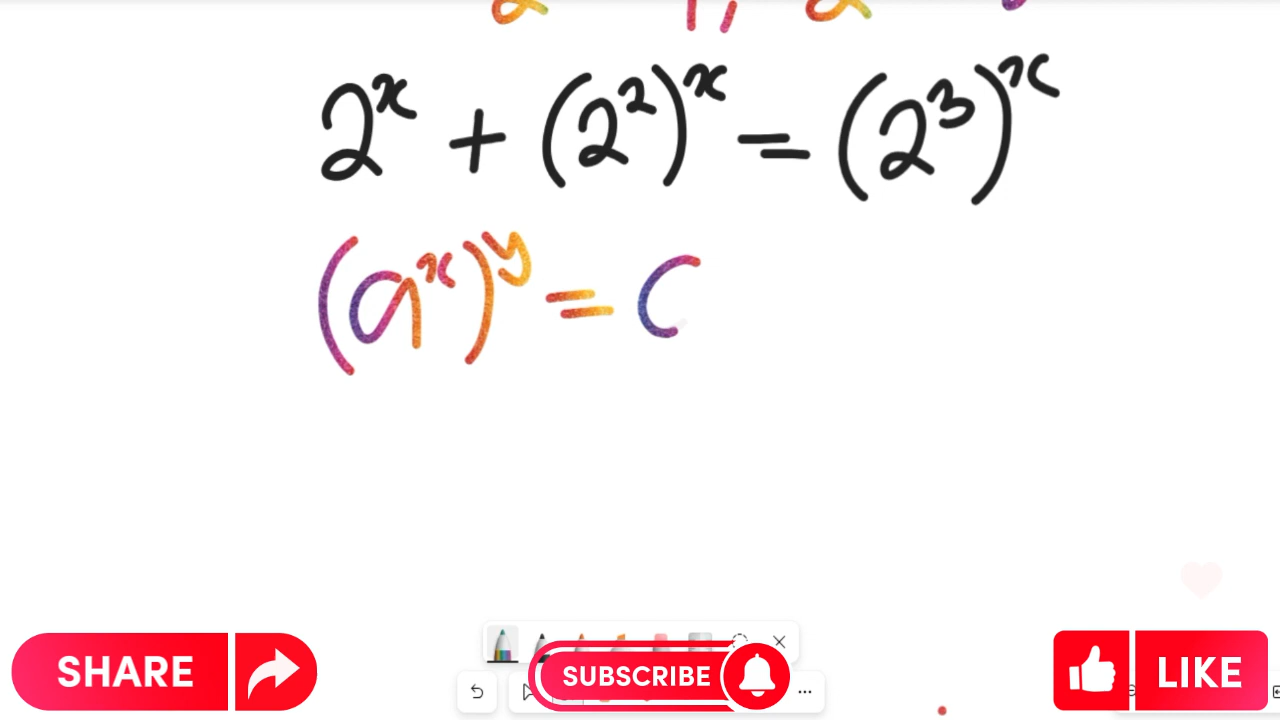 2^x + (2^2)^x = (2^3)^x
(a^x)^y =
SHARE
SUBSCRIBE
LIKE